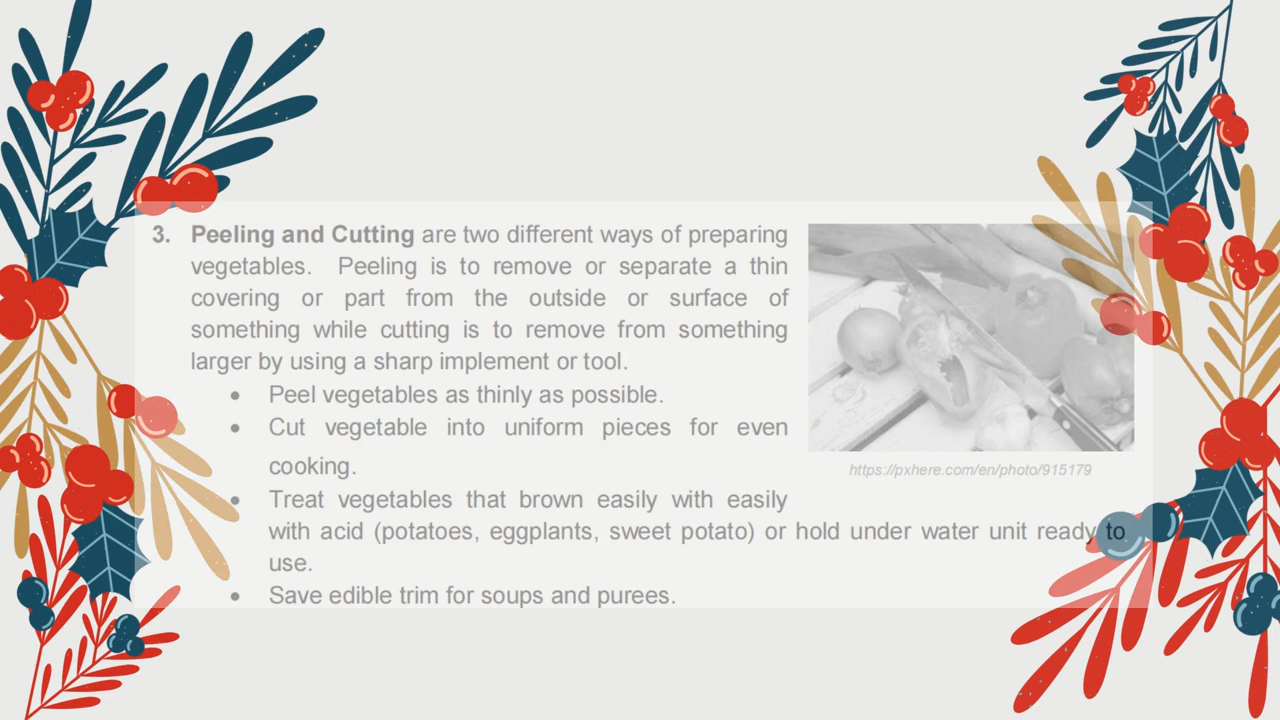 3. Peeling and Cutting are two different ways of preparing
vegetables. Peeling is to remove or separate a thin
covering or part from the outside or surface of
something while cutting is to remove from something
larger by using a sharp implement or tool.
• Peel vegetables as thinly as possible.
• Cut vegetable into uniform pieces for even
cooking.
https://pxhere.com/en/photo/915179
• Treat vegetables that brown easily with easily
with acid (potatoes, eggplants, sweet potato) or hold under water unit ready to
use.
• Save edible trim for soups and purees.